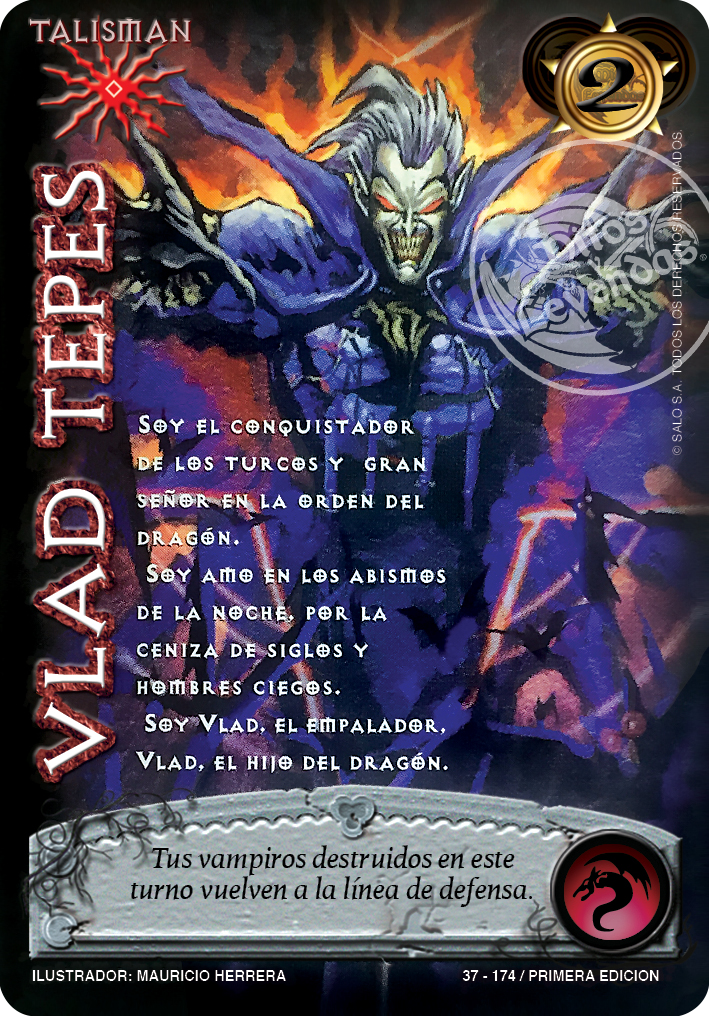 TALISMAN
2
VLAD TEPES
Mitos
Leyendas
®
© SALO S.A. TODOS LOS DERECHOS RESERVADOS.
SOY EL CONQUISTADOR
DE LOS TURCOS Y GRAN
SEÑOR EN LA ORDEN DEL
DRAGÓN.
SOY AMO EN LOS ABISMOS
DE LA NOCHE, POR LA
CENIZA DE SIGLOS Y
HOMBRES CIEGOS.
SOY VLAD, EL EMPALADOR,
VLAD, EL HIJO DEL DRAGÓN.
Tus vampiros destruidos en este
turno vuelven a la línea de defensa.
ILUSTRADOR: MAURICIO HERRERA
37 - 174 / PRIMERA EDICION